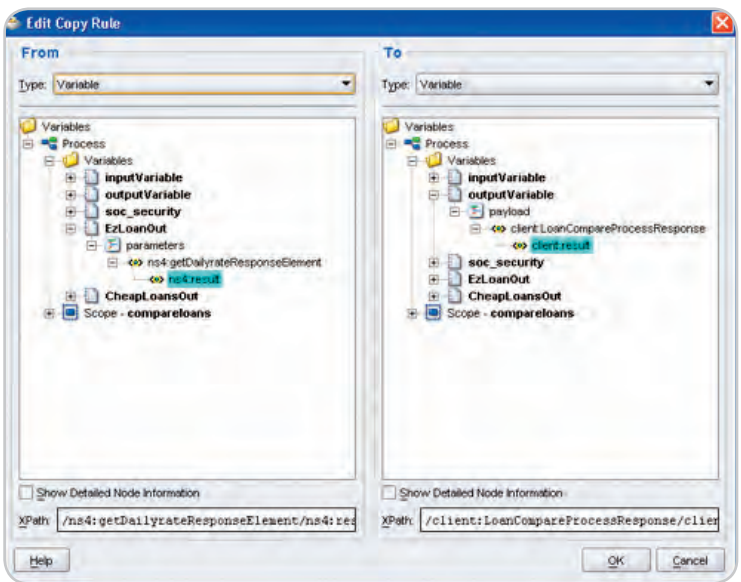 Edit Copy Rule
From
Type: Variable
Variables
Process
Variables
inputVariable
outputVariable
soc_security
EzLoanOut
parameters
ns4:getDailyrateResponseElement
ns4:result
CheapLoansOut
Scope - compareloans
Show Detailed Node Information
XPath: /ns4:getDailyrateResponseElement/ns4:res
To
Type: Variable
Variables
Process
Variables
inputVariable
outputVariable
payload
client:LoanCompareProcessResponse
client:result
soc_security
EzLoanOut
CheapLoansOut
Scope - compareloans
Show Detailed Node Information
XPath: /client:LoanCompareProcessResponse/clier
Help
OK
Cancel